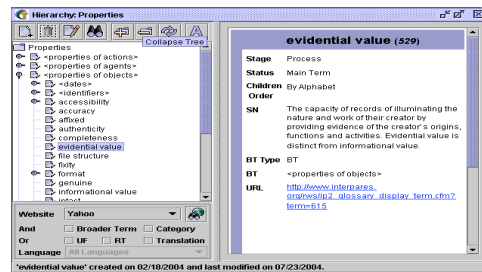 Hierarchy: Properties
Collapse Tree
Properties
<properties of actions>
<properties of agents>
<properties of objects>
<dates>
<identifiers>
accessibility
accuracy
affixed
authenticity
completeness
evidential value
file structure
fixity
format
genuine
informational value
intact
Website Yahoo
And Broader Term Category
Or UF RT Translation
Language All Languages
evidential value (529)
Stage Process
Status Main Term
Children Order By Alphabet
SN The capacity of records of illuminating the
nature and work of their creator by
providing evidence of the creator's origins,
functions and activities. Evidential value is
distinct from informational value.
BT Type BT
BT <properties of objects>
URL http://www.interpares.
org/rws/ip2_glossary_display_term.cfm?
term=615
'evidential value' created on 02/18/2004 and last modified on 07/23/2004.